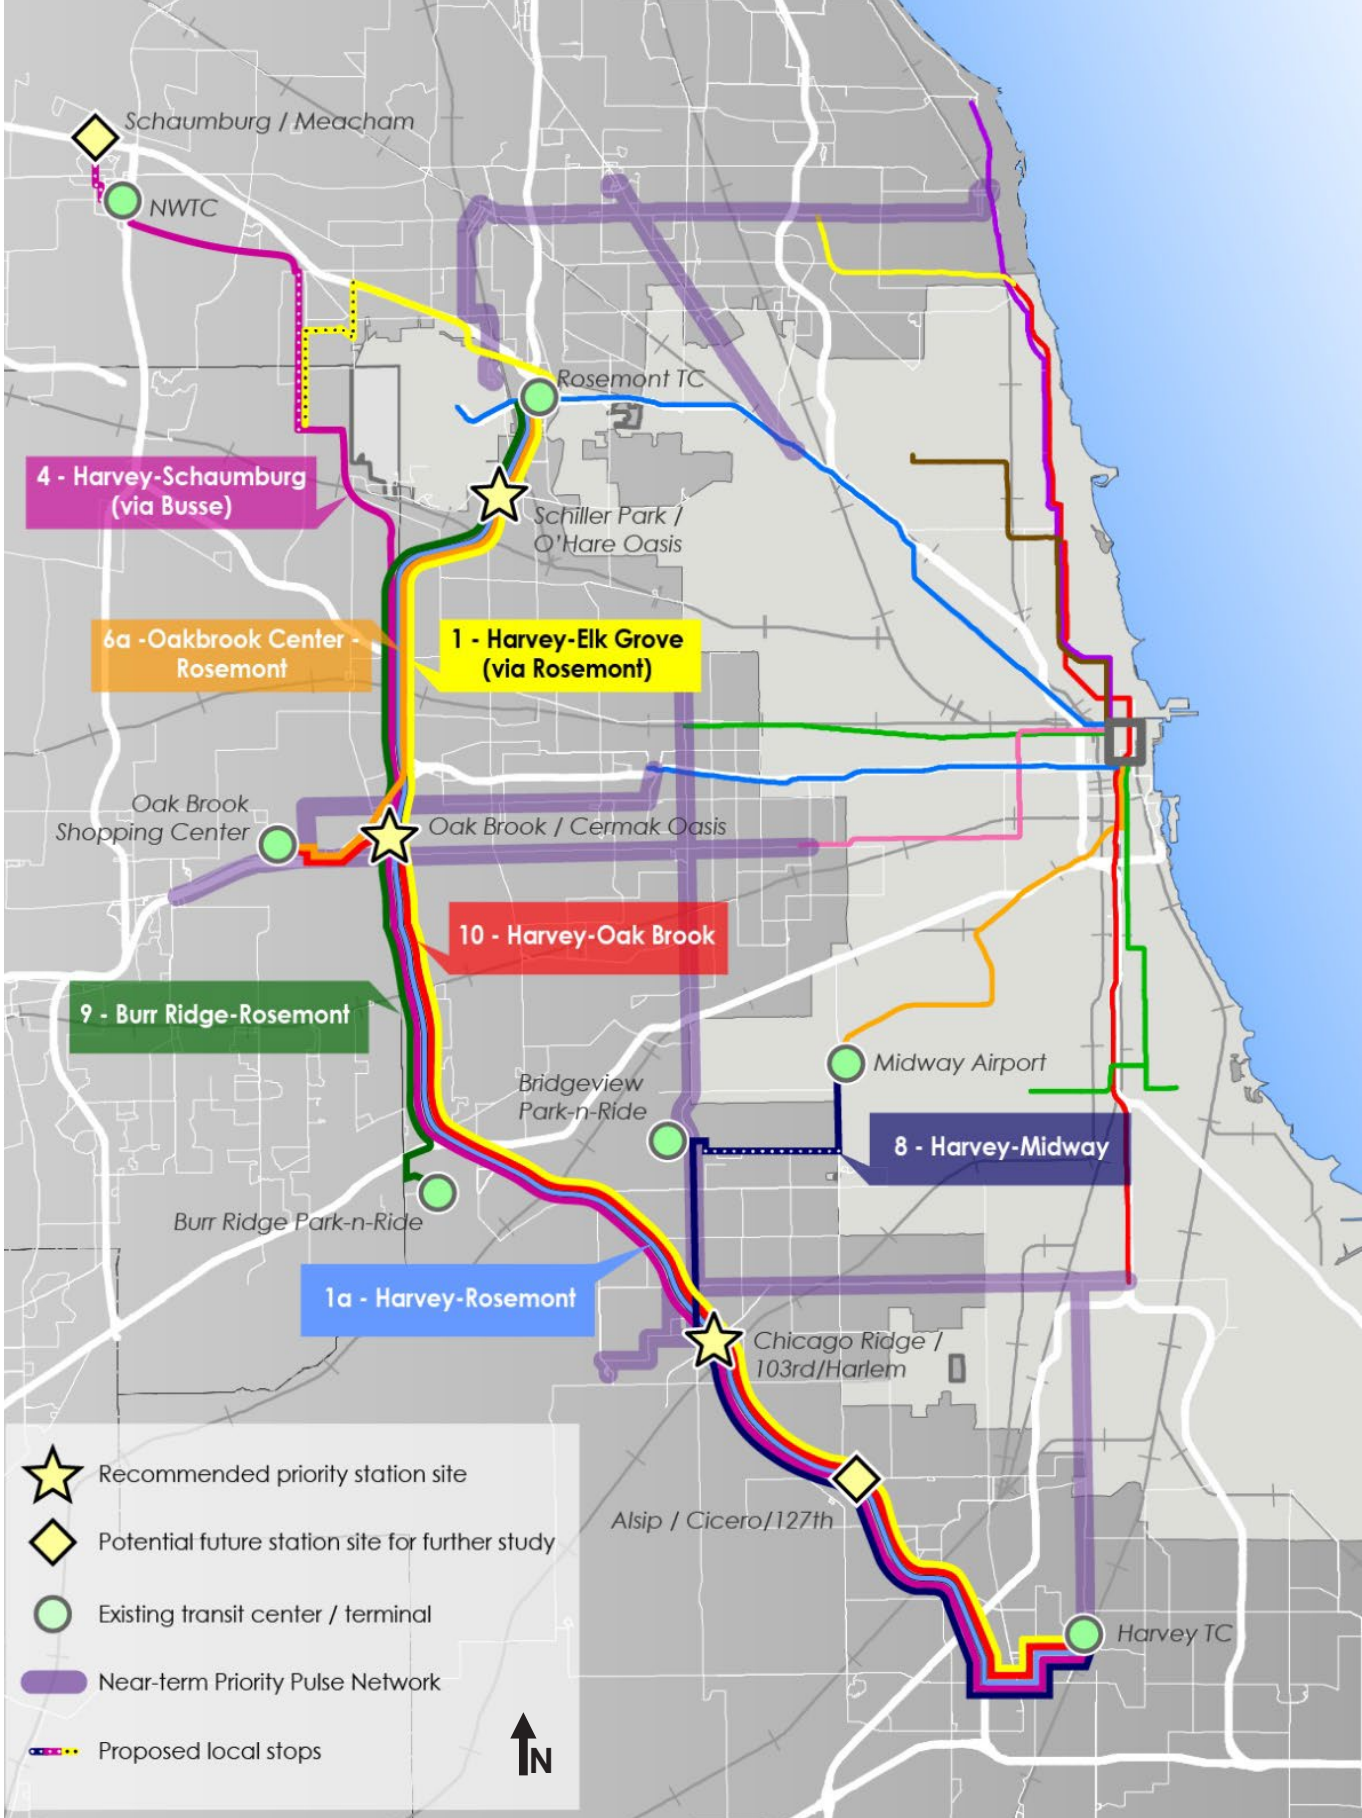 Schaumburg / Meacham
NWTC
Rosemont TC
4 - Harvey-Schaumburg
(via Busse)
Schiller Park /
O'Hare Oasis
6a -Oakbrook Center -
Rosemont
1 - Harvey-Elk Grove
(via Rosemont)
Oak Brook
Shopping Center
Oak Brook / Cermak Oasis
10 - Harvey-Oak Brook
9 - Burr Ridge-Rosemont
Midway Airport
Bridgeview
Park-n-Ride
8 - Harvey-Midway
Burr Ridge Park-n-Ride
1a - Harvey-Rosemont
Chicago Ridge /
103rd/Harlem
Alsip / Cicero/127th
Harvey TC
Recommended priority station site
Potential future station site for further study
Existing transit center / terminal
Near-term Priority Pulse Network
Proposed local stops
N